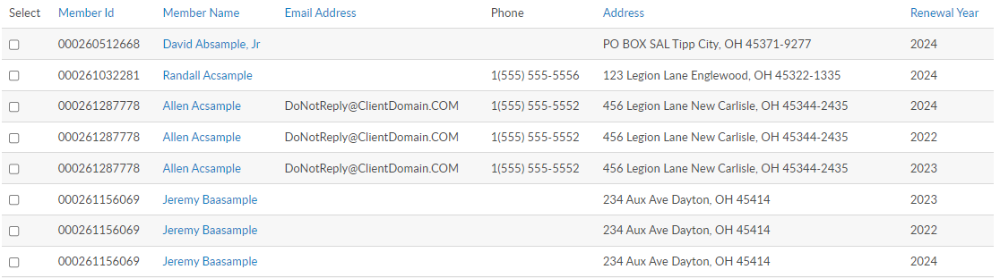 Select Member Id Member Name Email Address Phone Address Renewal Year
000260512668 David Absample, Jr PO BOX SAL Tipp City, OH 45371-9277 2024
000261032281 Randall Acsample 1(555) 555-5556 123 Legion Lane Englewood, OH 45322-1335 2024
000261287778 Allen Acsample DoNotReply@ClientDomain.COM 1(555) 555-5552 456 Legion Lane New Carlisle, OH 45344-2435 2024
000261287778 Allen Acsample DoNotReply@ClientDomain.COM 1(555) 555-5552 456 Legion Lane New Carlisle, OH 45344-2435 2022
000261287778 Allen Acsample DoNotReply@ClientDomain.COM 1(555) 555-5552 456 Legion Lane New Carlisle, OH 45344-2435 2023
000261156069 Jeremy Baasample 234 Aux Ave Dayton, OH 45414 2023
000261156069 Jeremy Baasample 234 Aux Ave Dayton, OH 45414 2022
000261156069 Jeremy Baasample 234 Aux Ave Dayton, OH 45414 2024